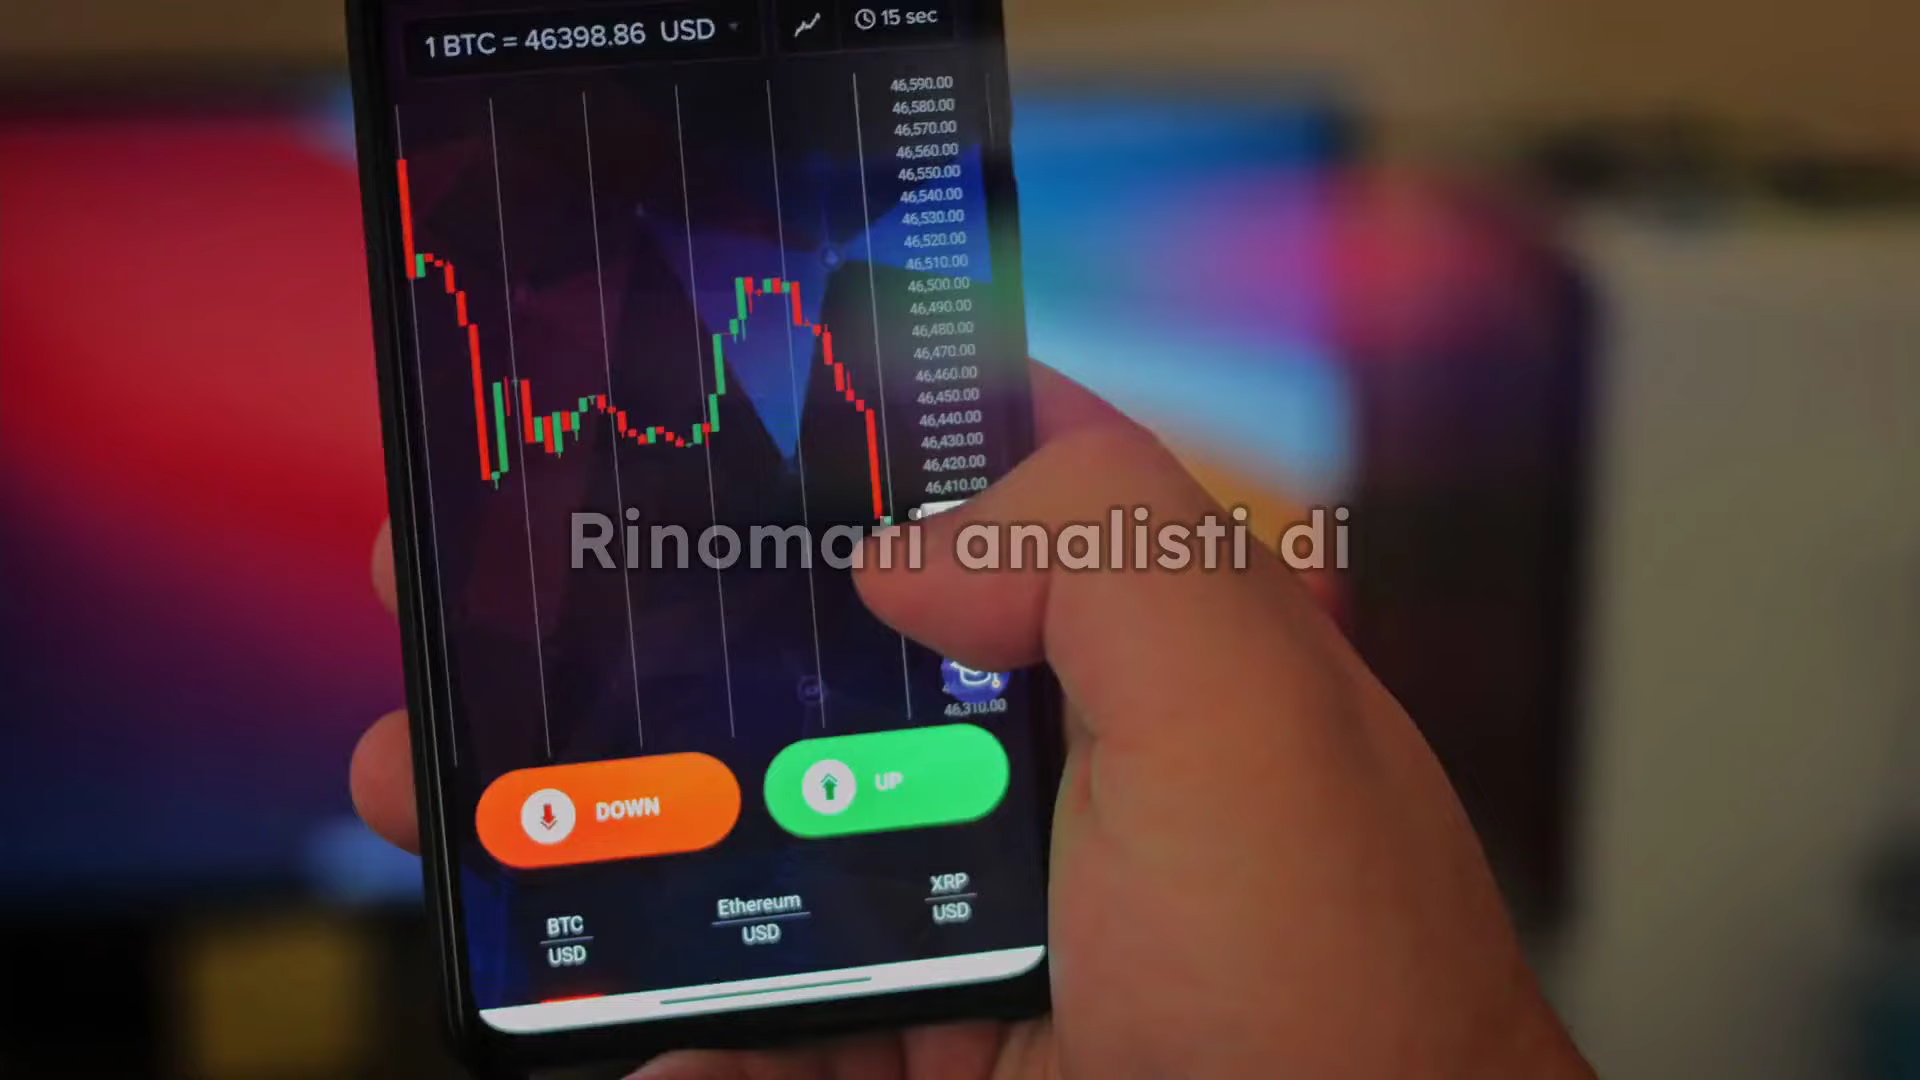 1 BTC = 46398.86 USD
15 sec
46,590.00
46,580.00
46,570.00
46,560.00
46,550.00
46,540.00
46,530.00
46,520.00
46,510.00
46,500.00
46,490.00
46,480.00
46,470.00
46,460.00
46,450.00
46,440.00
46,430.00
46,420.00
46,410.00
Rinomati analisti di
46,310.00
DOWN
UP
BTC
USD
Ethereum
USD
XRP
USD